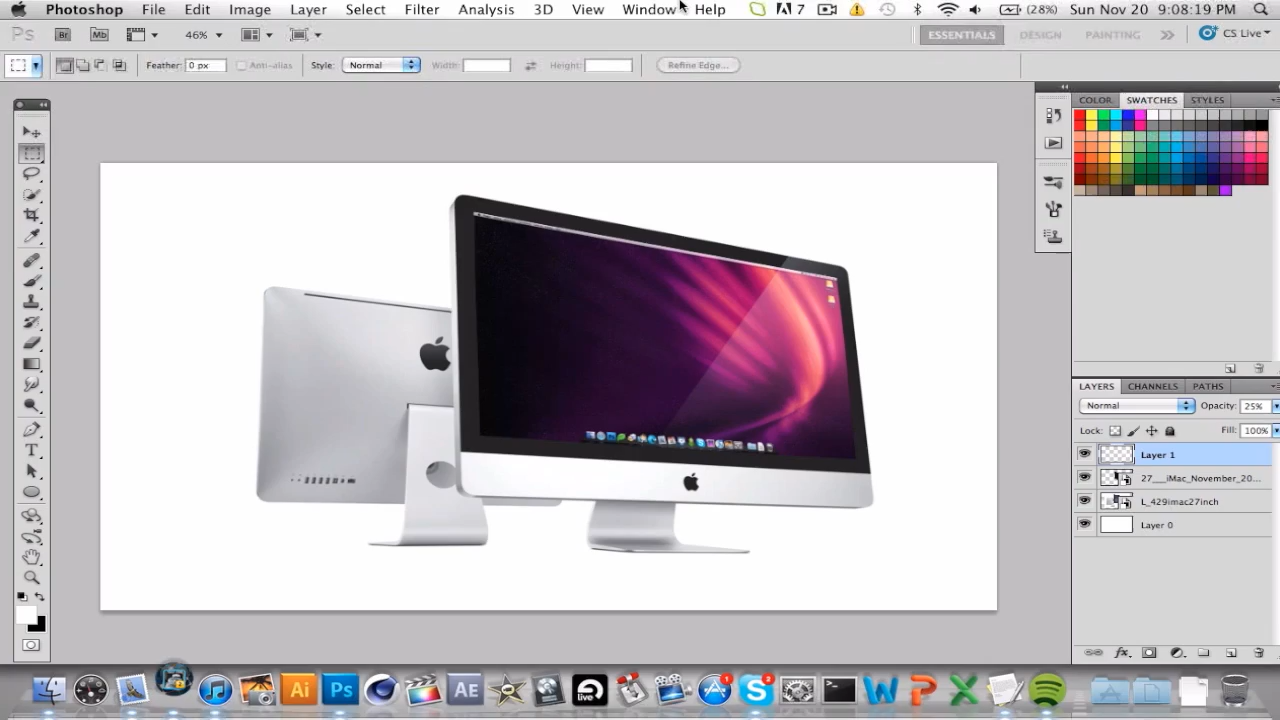 Photoshop File Edit Image Layer Select Filter Analysis 3D View Window Help 7 (28%) Sun Nov 20 9:08:19 PM
Ps Br Mb 46% ESSENTIALS DESIGN PAINTING CS Live
Feather: 0 px Anti-alias Style: Normal Width: Height: Refine Edge...
COLOR SWATCHES STYLES
LAYERS CHANNELS PATHS
Normal Opacity: 25%
Lock: Fill: 100%
Layer 1
27___iMac_November_20...
L_429imac27inch
Layer 0
T
Ai Ps AE live 1 3 W P X